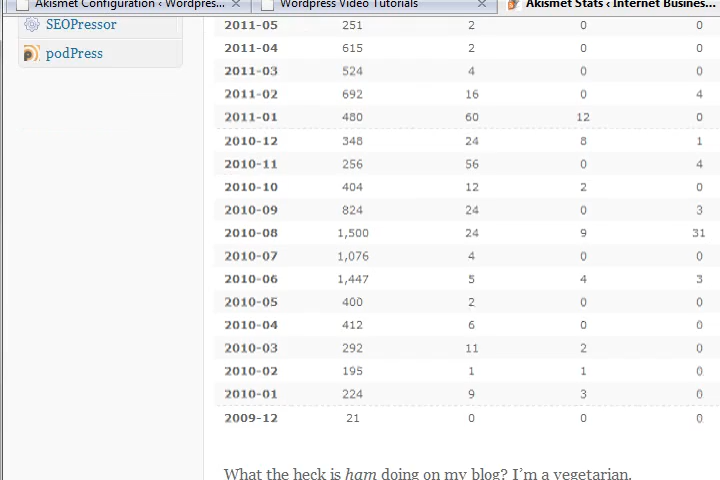 Akismet Configuration ‹ Wordpres... × Wordpress Video Tutorials × Akismet Stats ‹ Internet Busines...
SEOPressor
podPress
2011-05 251 2 0 0
2011-04 615 2 0 0
2011-03 524 4 0 0
2011-02 692 16 0 4
2011-01 480 60 12 0
2010-12 348 24 8 1
2010-11 256 56 0 4
2010-10 404 12 2 0
2010-09 824 24 0 3
2010-08 1,500 24 9 31
2010-07 1,076 4 0 0
2010-06 1,447 5 4 3
2010-05 400 2 0 0
2010-04 412 6 0 0
2010-03 292 11 2 0
2010-02 195 1 1 0
2010-01 224 9 3 0
2009-12 21 0 0 0
What the heck is ham doing on my blog? I'm a vegetarian.